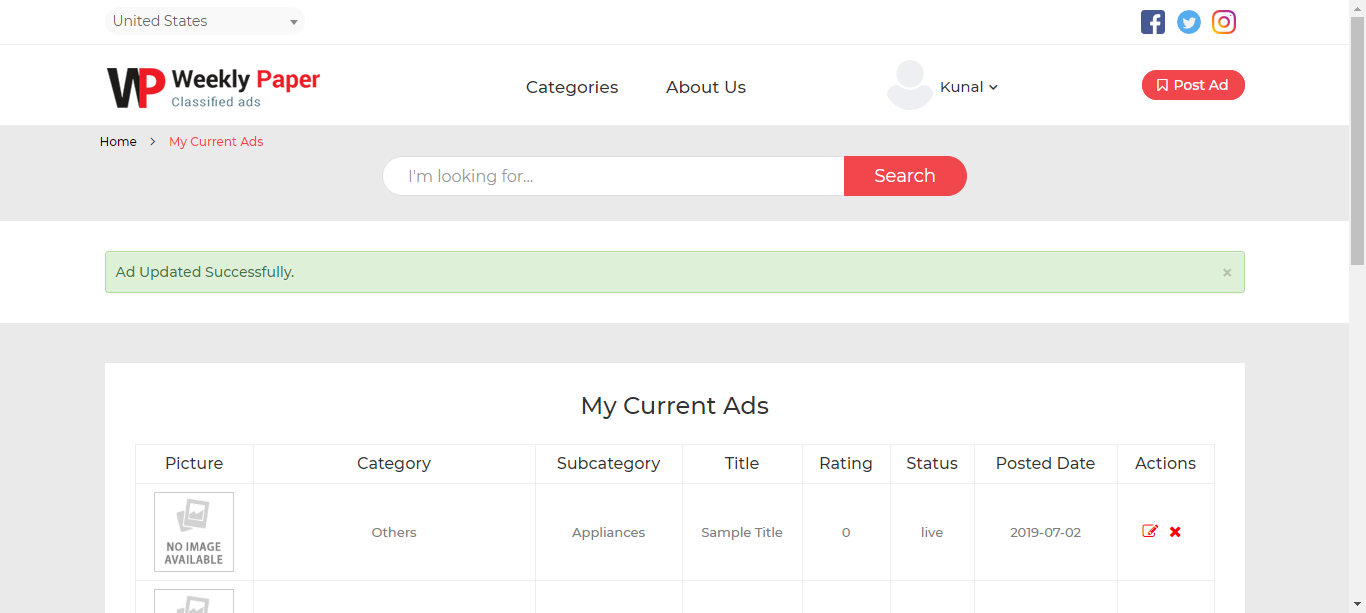 United States
WP Weekly Paper
Classified ads
Categories
About Us
Kunal
Post Ad
Home > My Current Ads
I'm looking for...
Search
Ad Updated Successfully.
×
My Current Ads
Picture Category Subcategory Title Rating Status Posted Date Actions
NO IMAGE
AVAILABLE
Others Appliances Sample Title 0 live 2019-07-02